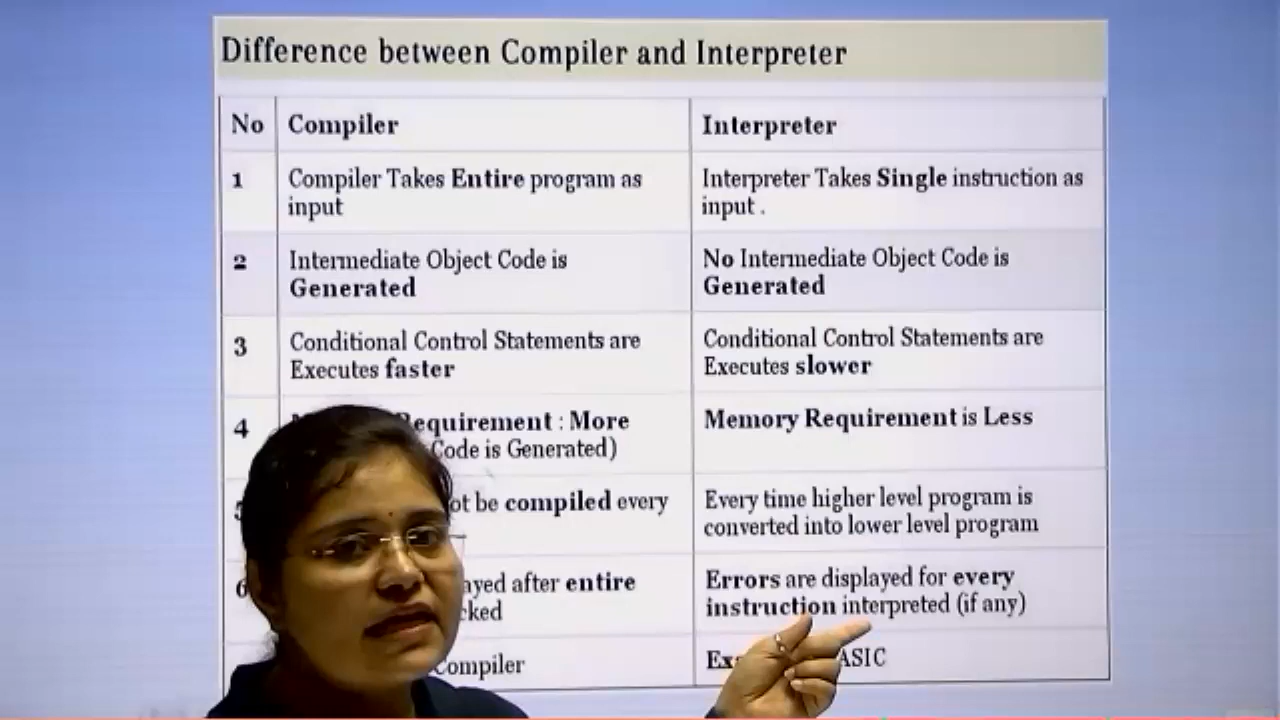 Difference between Compiler and Interpreter
No Compiler Interpreter
1 Compiler Takes Entire program as
input
Interpreter Takes Single instruction as
input .
2 Intermediate Object Code is
Generated
No Intermediate Object Code is
Generated
3 Conditional Control Statements are
Executes faster
Conditional Control Statements are
Executes slower
4 Requirement : More
Code is Generated)
Memory Requirement is Less
5 be compiled every
Every time higher level program is
converted into lower level program
6 after entire
Errors are displayed for every
instruction interpreted (if any)
Compiler